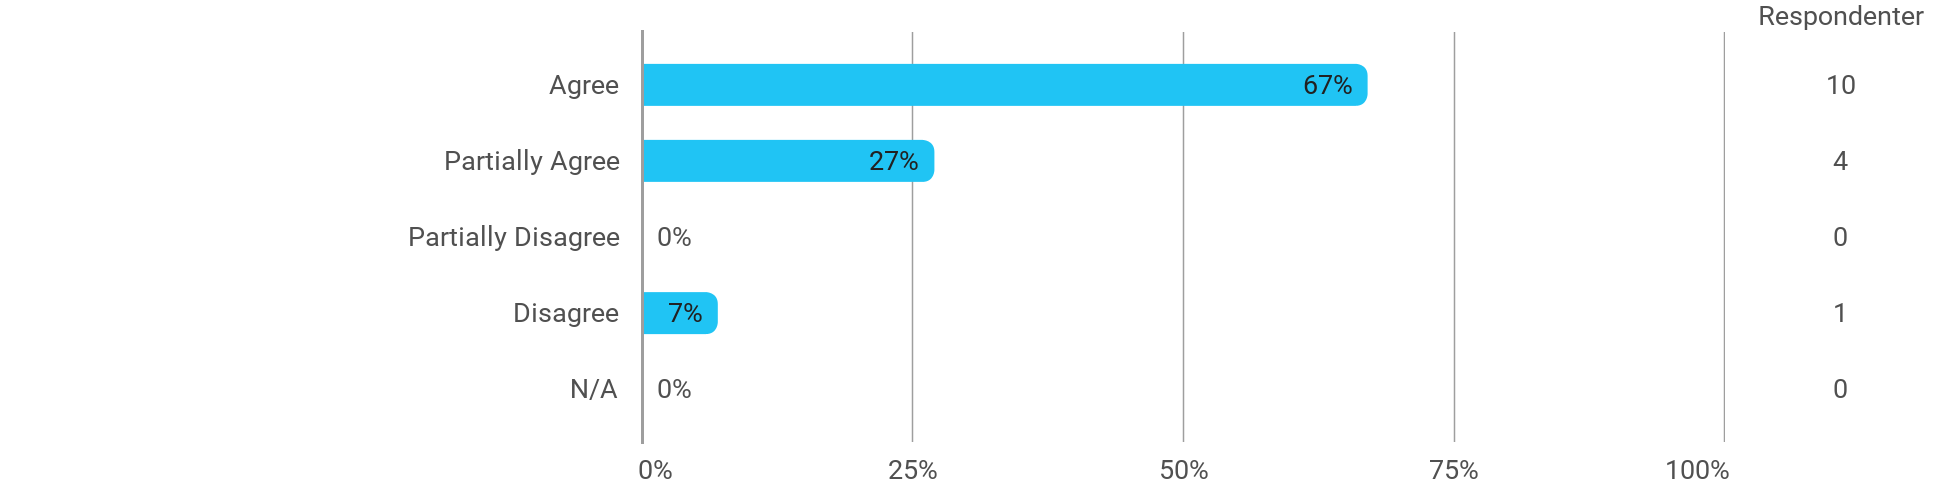 Respondenter
Agree 67% 10
Partially Agree 27% 4
Partially Disagree 0% 0
Disagree 7% 1
N/A 0% 0
0% 25% 50% 75% 100%